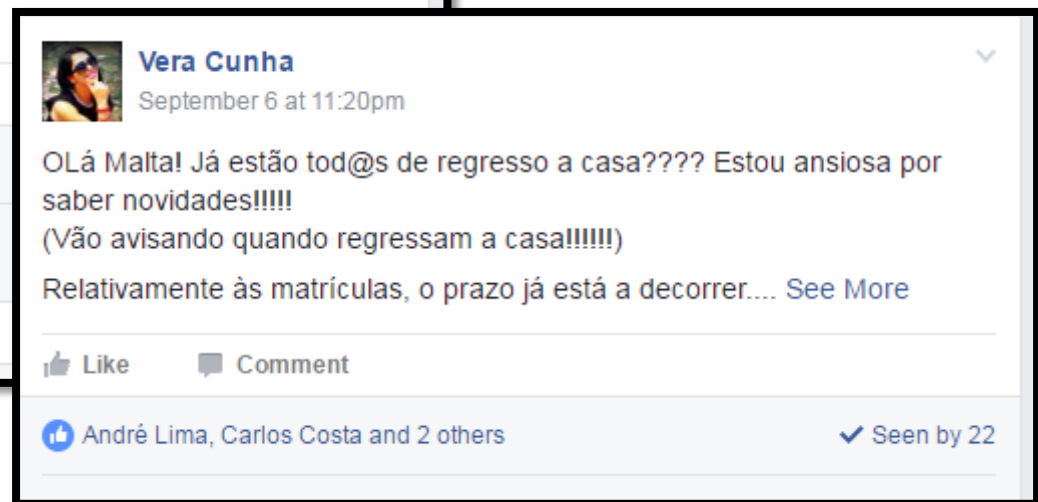 Vera Cunha
September 6 at 11:20pm
OLá Malta! Já estão tod@s de regresso a casa???? Estou ansiosa por
saber novidades!!!!!
(Vão avisando quando regressam a casa!!!!!!)
Relativamente às matrículas, o prazo já está a decorrer.... See More
Like Comment
André Lima, Carlos Costa and 2 others Seen by 22